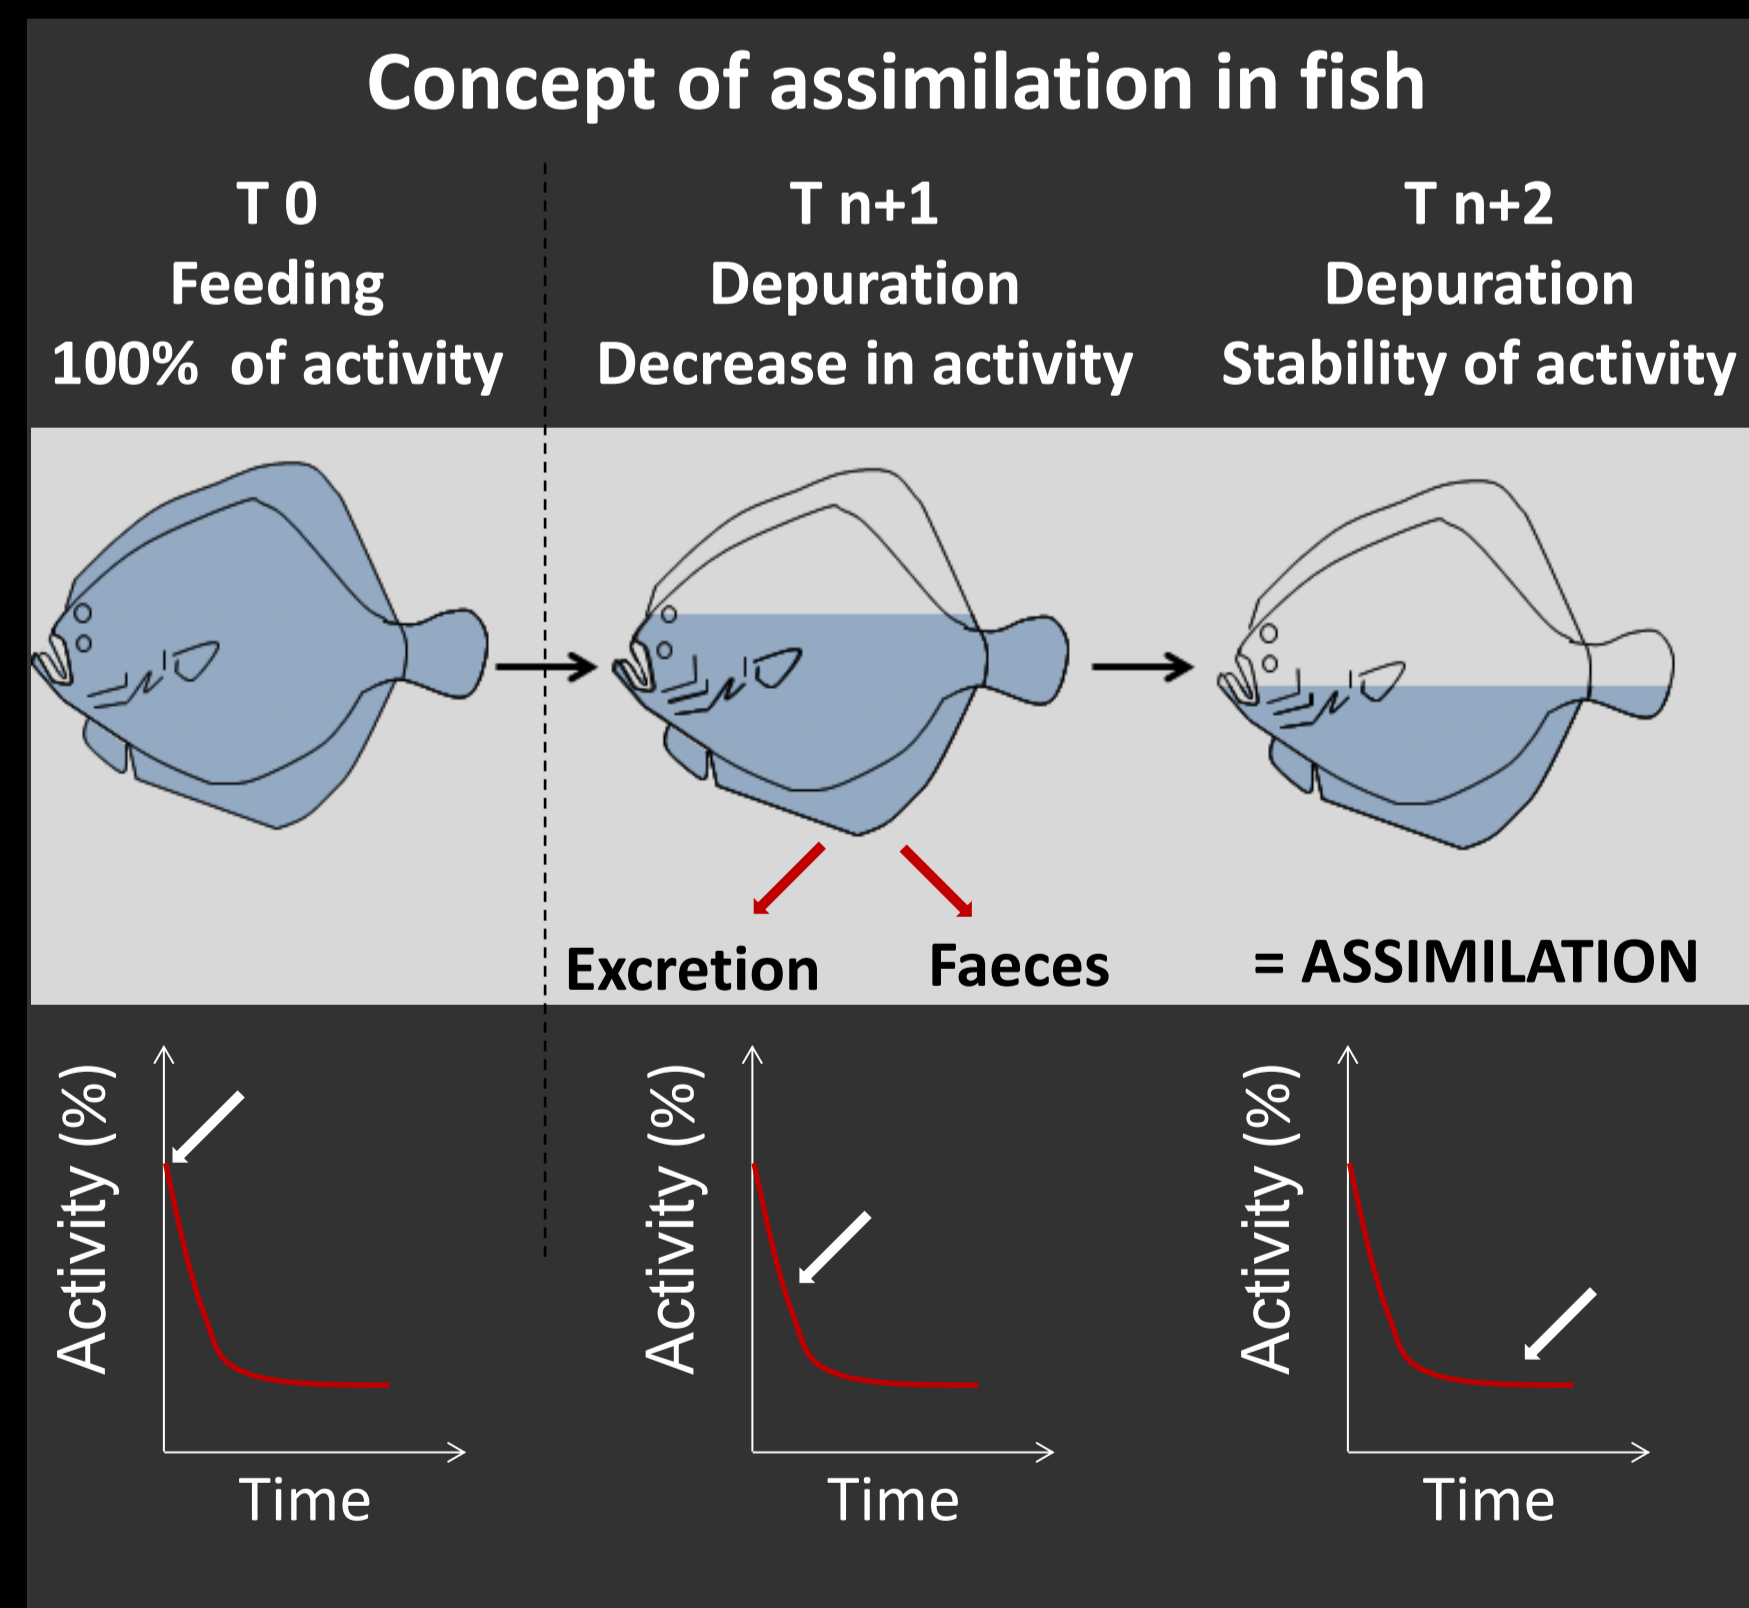 Concept of assimilation in fish
T 0
Feeding
100% of activity
T n+1
Depuration
Decrease in activity
T n+2
Depuration
Stability of activity
Excretion
Faeces
= ASSIMILATION
Activity (%)
Time
Activity (%)
Time
Activity (%)
Time